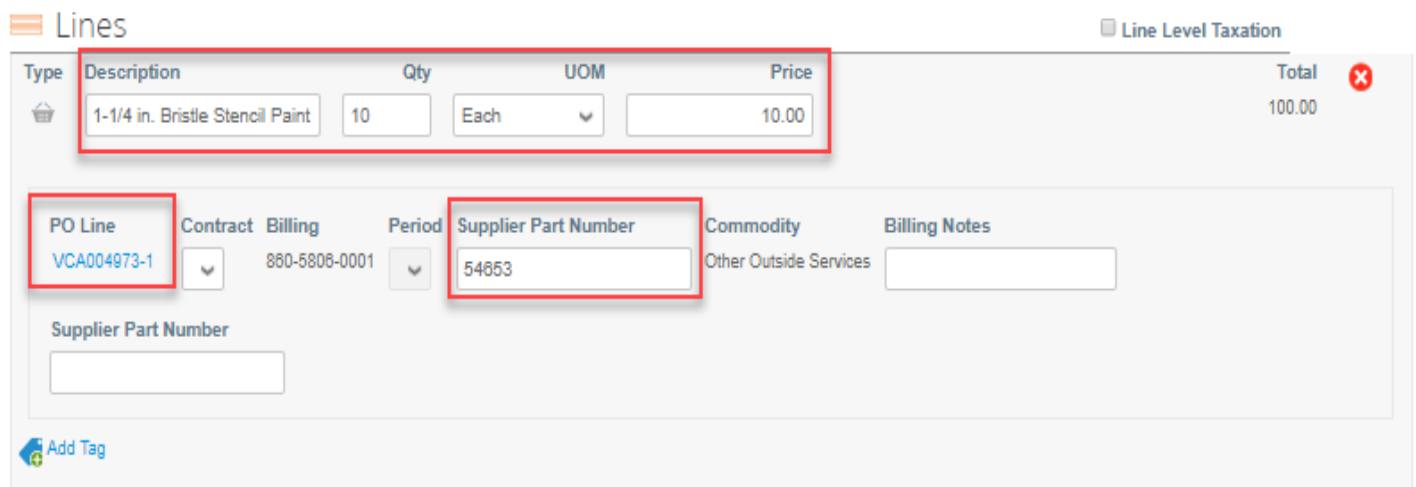 Lines
Line Level Taxation
Type Description Qty UOM Price Total
1-1/4 in. Bristle Stencil Paint 10 Each 10.00 100.00
PO Line Contract Billing Period Supplier Part Number Commodity Billing Notes
VCA004973-1 860-5806-0001 54653 Other Outside Services
Supplier Part Number
Add Tag